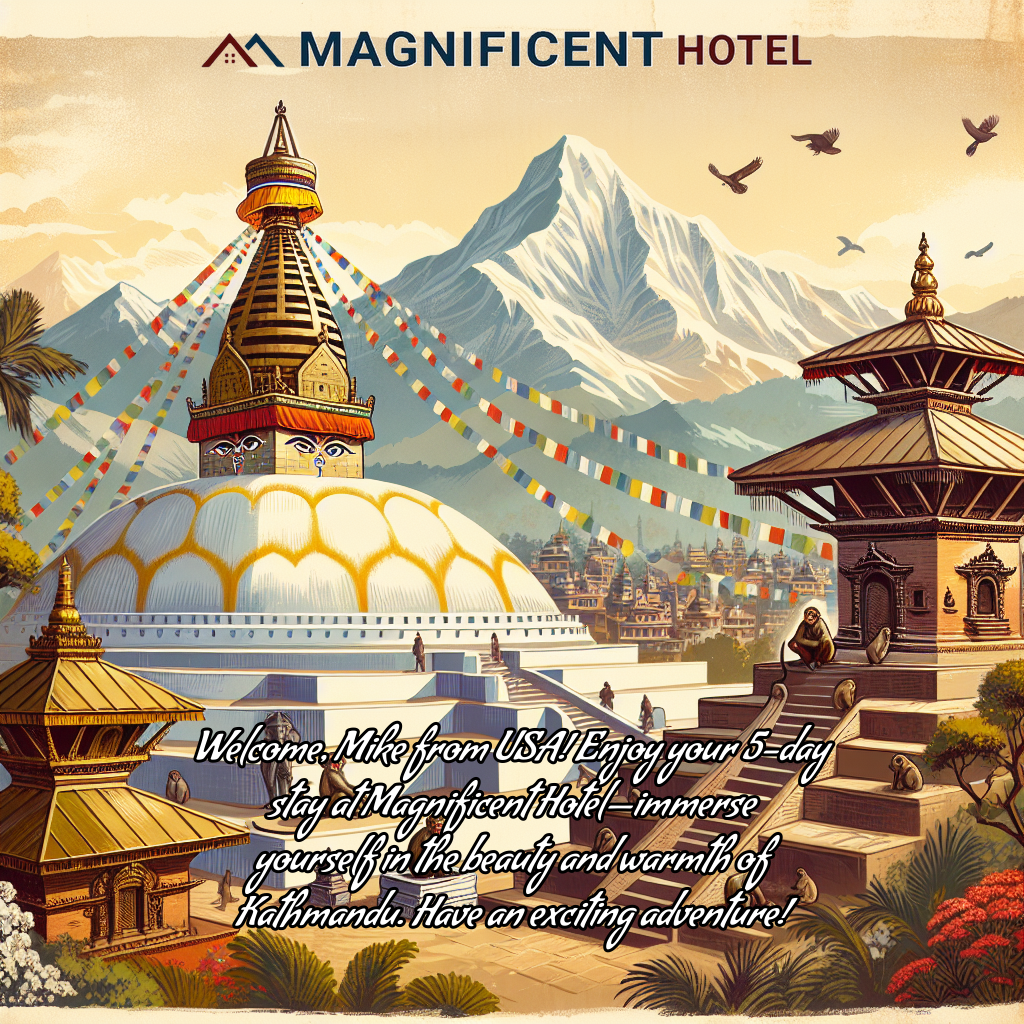 MAGNIFICENT HOTEL
Welcome, Mike from USA! Enjoy your 5-day
stay at Magnificent Hotel—immerse
yourself in the beauty and warmth of
Kathmandu. Have an exciting adventure!